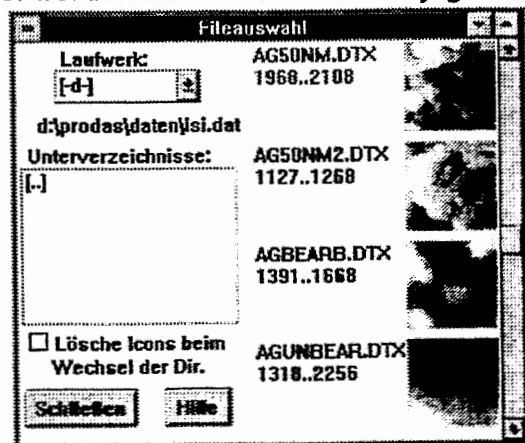 Fileauswahl
Laufwerk:
[-d-]
d:\prodas\daten\lsi.dat
Unterverzeichnisse:
[..]
Lösche Icons beim
Wechsel der Dir.
Schließen
Hilfe
AG50NM.DTX
1968..2108
AG50NM2.DTX
1127..1268
AGBEARB.DTX
1391..1668
AGUNBEAR.DTX
1318..2256